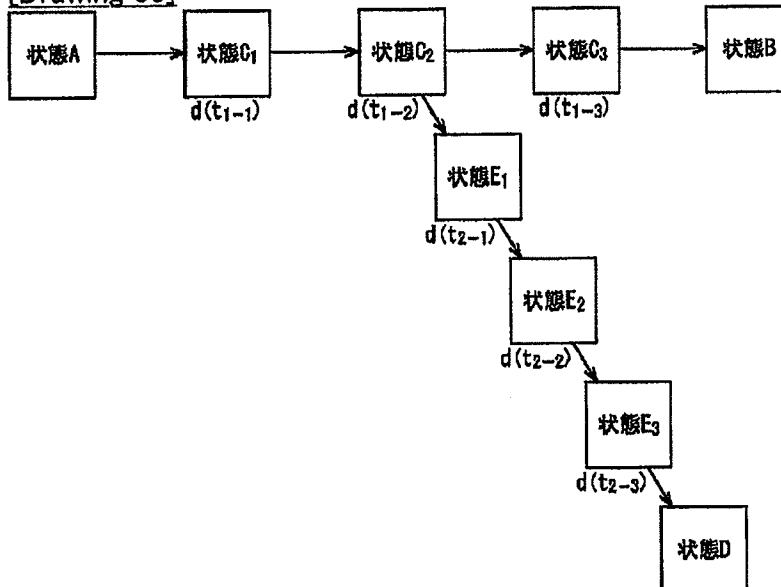 状態A
状態C₁
状態C₂
状態C₃
状態B
d(t₁₋₁)
d(t₁₋₂)
d(t₁₋₃)
状態E₁
d(t₂₋₁)
状態E₂
d(t₂₋₂)
状態E₃
d(t₂₋₃)
状態D